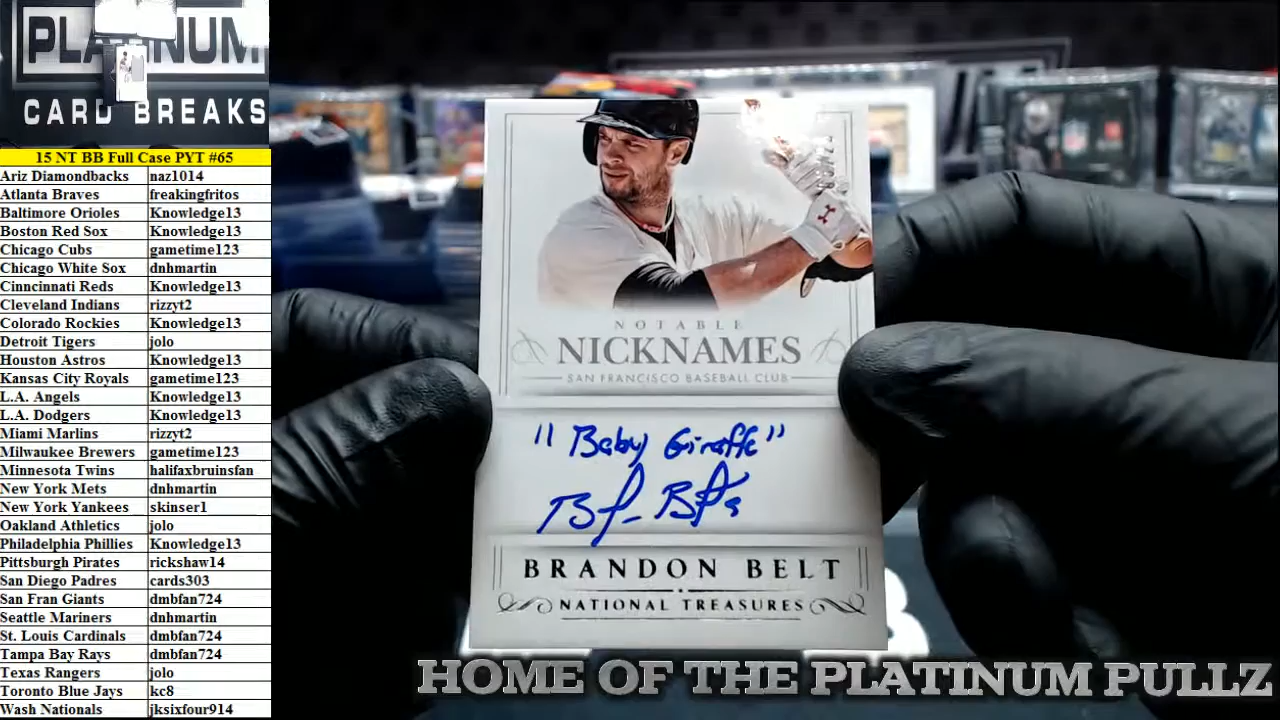 PLATINUM
CARD BREAKS
15 NT BB Full Case PYT #65
Ariz Diamondbacks naz1014
Atlanta Braves freakingfritos
Baltimore Orioles Knowledge13
Boston Red Sox Knowledge13
Chicago Cubs gametime123
Chicago White Sox dnhmartin
Cinncinnati Reds Knowledge13
Cleveland Indians rizzyt2
Colorado Rockies Knowledge13
Detroit Tigers jolo
Houston Astros Knowledge13
Kansas City Royals gametime123
L.A. Angels Knowledge13
L.A. Dodgers Knowledge13
Miami Marlins rizzyt2
Milwaukee Brewers gametime123
Minnesota Twins halifaxbruinsfan
New York Mets dnhmartin
New York Yankees skinser1
Oakland Athletics jolo
Philadelphia Phillies Knowledge13
Pittsburgh Pirates rickshaw14
San Diego Padres cards303
San Fran Giants dmbfan724
Seattle Mariners dnhmartin
St. Louis Cardinals dmbfan724
Tampa Bay Rays dmbfan724
Texas Rangers jolo
Toronto Blue Jays kc8
Wash Nationals jksixfour914
NOTABLE
NICKNAMES
SAN FRANCISCO BASEBALL CLUB
"Baby Giraffe"
BRANDON BELT
NATIONAL TREASURES
HOME OF THE PLATINUM PULLZ